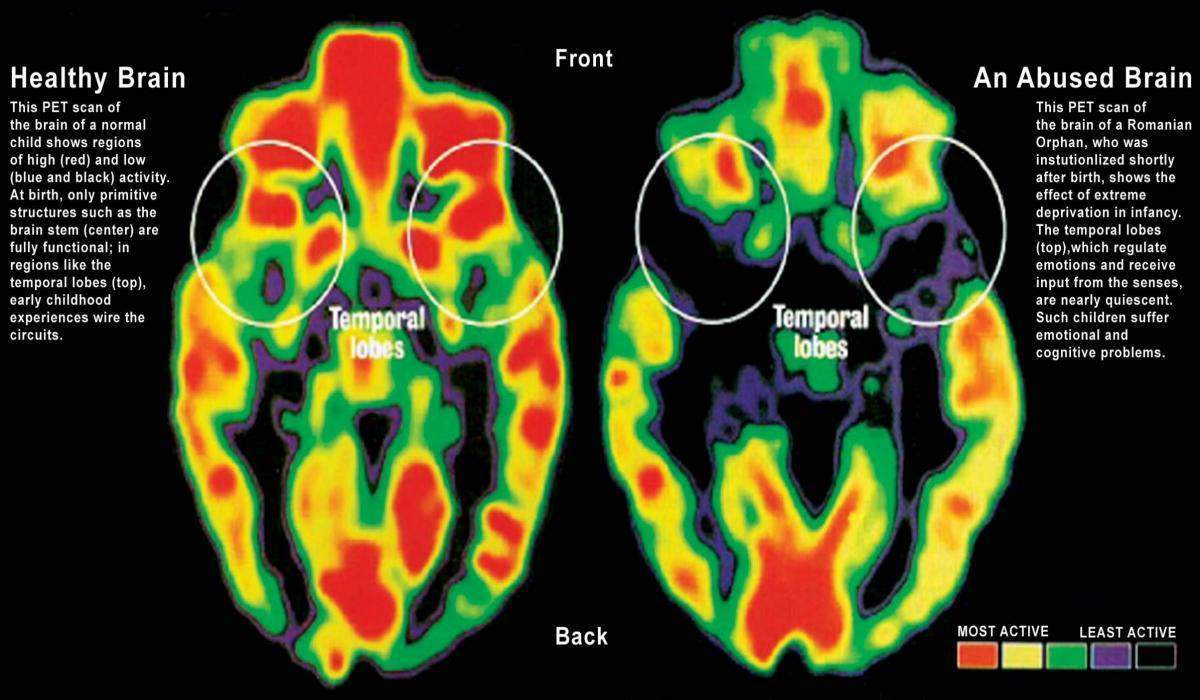 Front
Healthy Brain
This PET scan of
the brain of a normal
child shows regions
of high (red) and low
(blue and black) activity.
At birth, only primitive
structures such as the
brain stem (center) are
fully functional; in
regions like the
temporal lobes (top),
early childhood
experiences wire the
circuits.
Temporal
lobes
An Abused Brain
This PET scan of
the brain of a Romanian
Orphan, who was
instutionlized shortly
after birth, shows the
effect of extreme
deprivation in infancy.
The temporal lobes
(top),which regulate
emotions and receive
input from the senses,
are nearly quiescent.
Such children suffer
emotional and
cognitive problems.
Temporal
lobes
Back
MOST ACTIVE LEAST ACTIVE